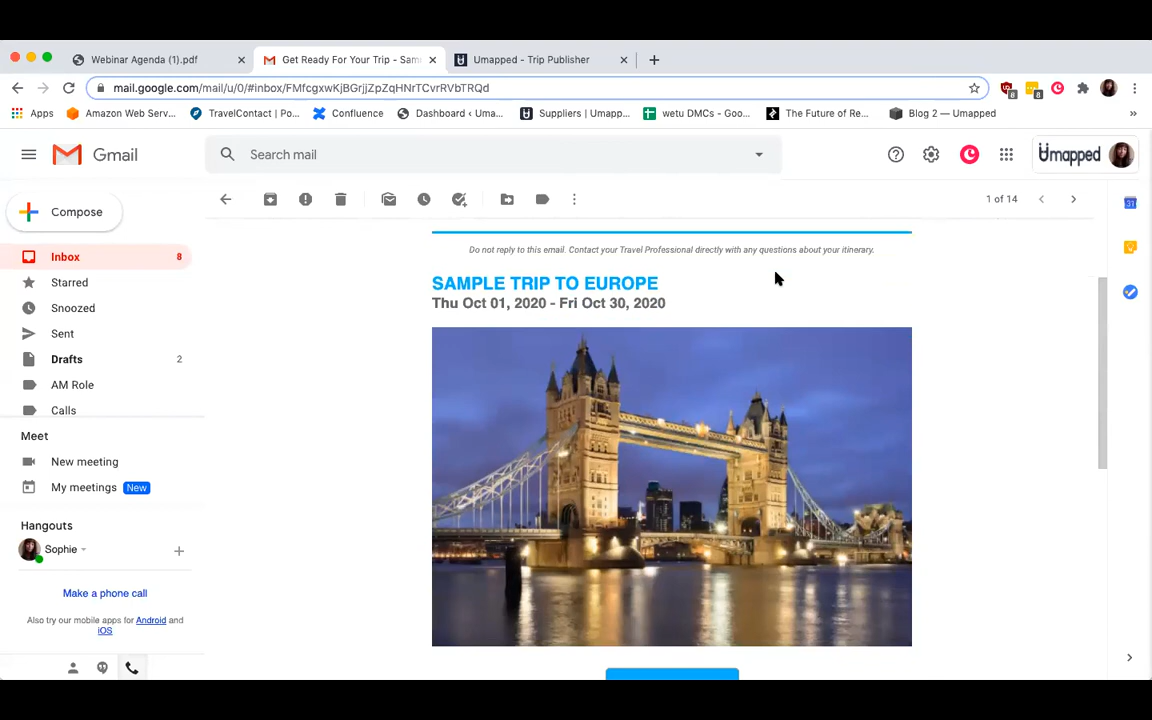 Webinar Agenda (1).pdf
Get Ready For Your Trip - Sam
Umapped - Trip Publisher
mail.google.com/mail/u/0/#inbox/FMfcgxwKjBGrjjZpZqHNrTCvrRVbTRQd
8
8
Apps
Amazon Web Serv...
TravelContact | Po...
Confluence
Dashboard ‹ Uma...
Suppliers | Umapp...
wetu DMCs - Goo...
The Future of Re...
Blog 2 — Umapped
»
Gmail
Search mail
Umapped
Compose
1 of 14
31
Inbox 8
Starred
Snoozed
Sent
Drafts 2
AM Role
Calls
Do not reply to this email. Contact your Travel Professional directly with any questions about your itinerary.
SAMPLE TRIP TO EUROPE
Thu Oct 01, 2020 - Fri Oct 30, 2020
Meet
New meeting
My meetings New
Hangouts
Sophie
Make a phone call
Also try our mobile apps for Android and
iOS